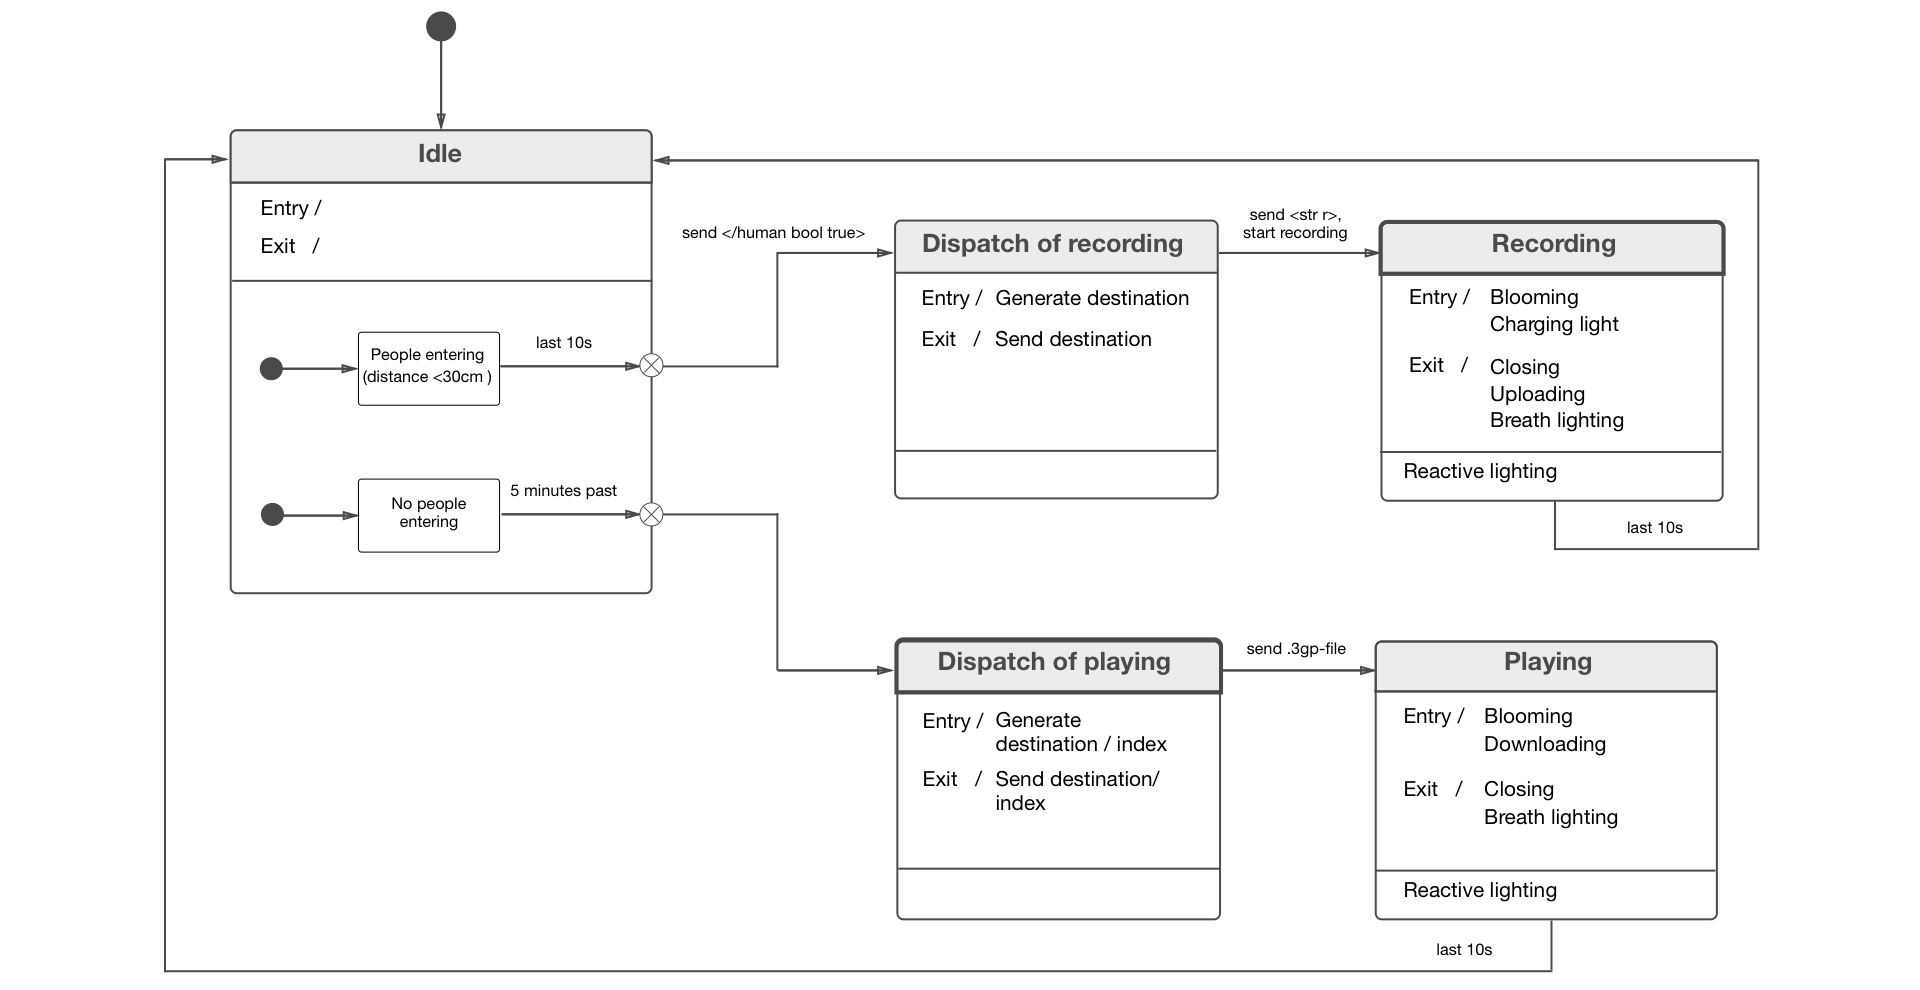 Idle
Entry /
Exit /
People entering
(distance <30cm )
last 10s
No people
entering
5 minutes past
send </human bool true>
Dispatch of recording
Entry / Generate destination
Exit / Send destination
send <str r>,
start recording
Recording
Entry / Blooming
Charging light
Exit / Closing
Uploading
Breath lighting
Reactive lighting
last 10s
Dispatch of playing
Entry / Generate
destination / index
Exit / Send destination/
index
send .3gp-file
Playing
Entry / Blooming
Downloading
Exit / Closing
Breath lighting
Reactive lighting
last 10s